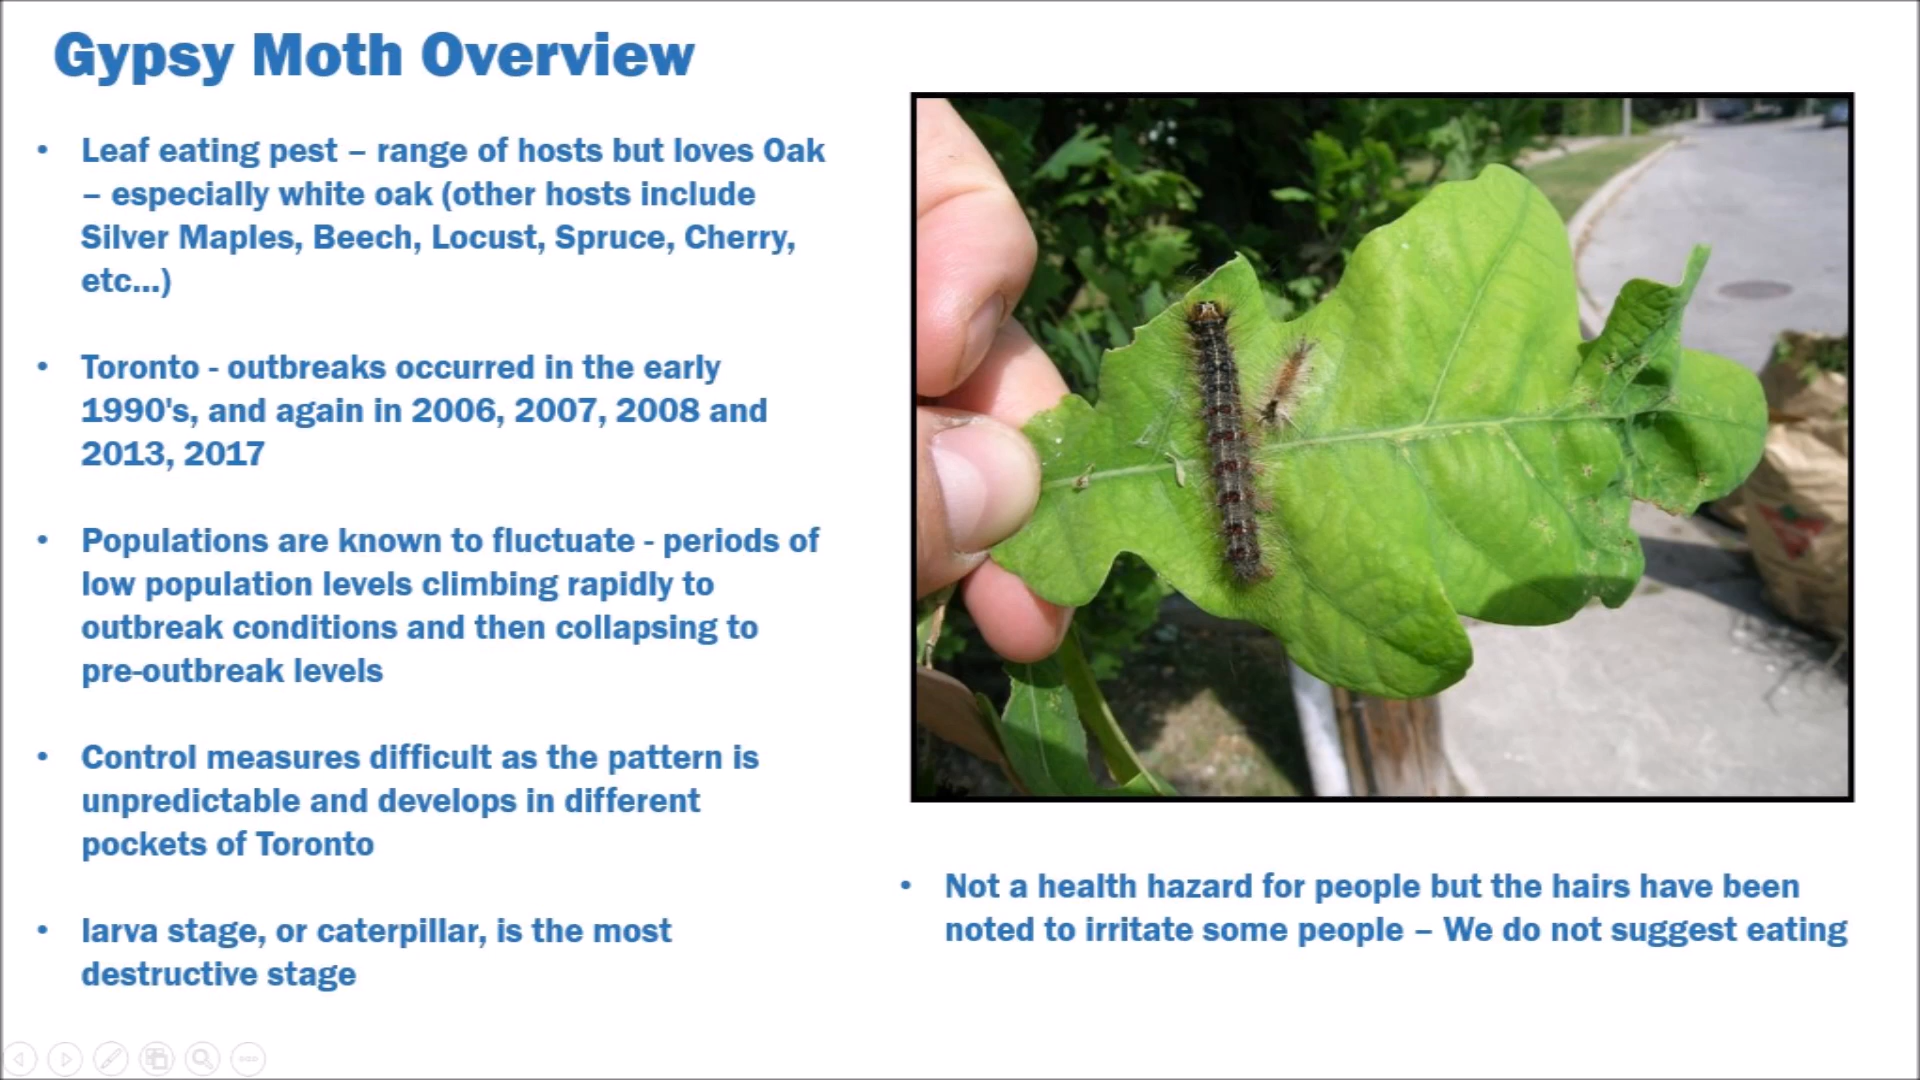 Gypsy Moth Overview
• Leaf eating pest – range of hosts but loves Oak
– especially white oak (other hosts include
Silver Maples, Beech, Locust, Spruce, Cherry,
etc...)
• Toronto - outbreaks occurred in the early
1990's, and again in 2006, 2007, 2008 and
2013, 2017
• Populations are known to fluctuate - periods of
low population levels climbing rapidly to
outbreak conditions and then collapsing to
pre-outbreak levels
• Control measures difficult as the pattern is
unpredictable and develops in different
pockets of Toronto
• larva stage, or caterpillar, is the most
destructive stage
• Not a health hazard for people but the hairs have been
noted to irritate some people – We do not suggest eating